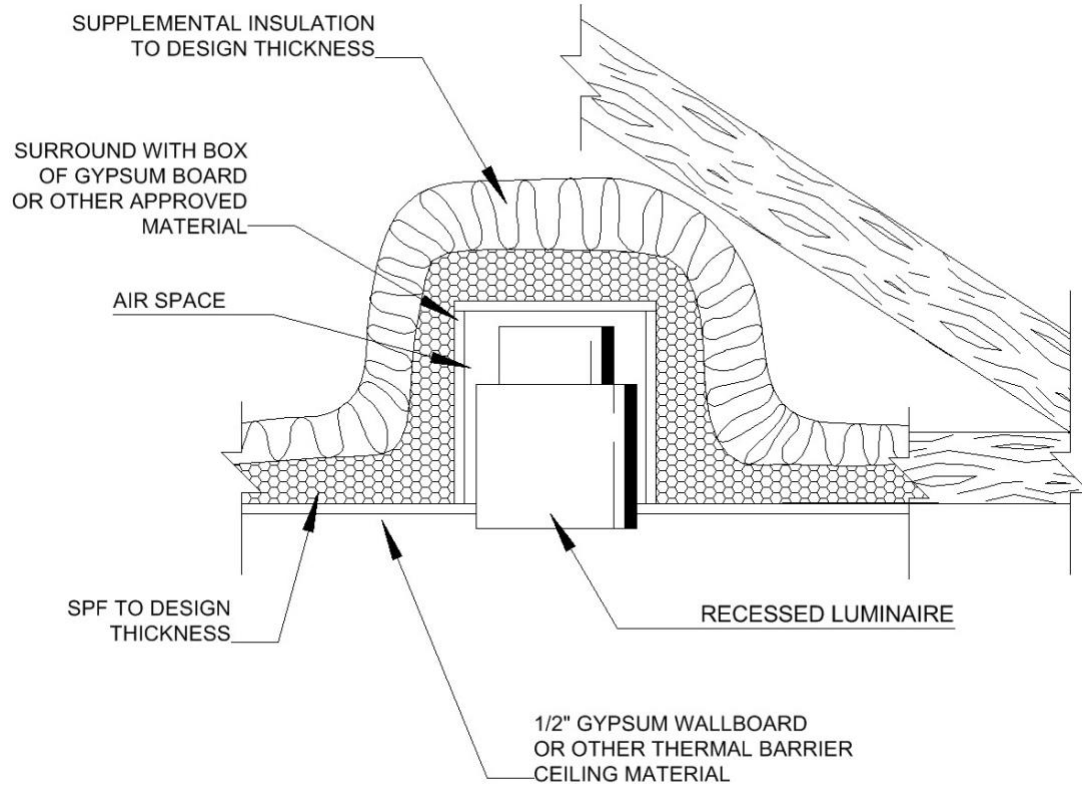 SUPPLEMENTAL INSULATION
TO DESIGN THICKNESS
SURROUND WITH BOX
OF GYPSUM BOARD
OR OTHER APPROVED
MATERIAL
AIR SPACE
SPF TO DESIGN
THICKNESS
RECESSED LUMINAIRE
1/2" GYPSUM WALLBOARD
OR OTHER THERMAL BARRIER
CEILING MATERIAL